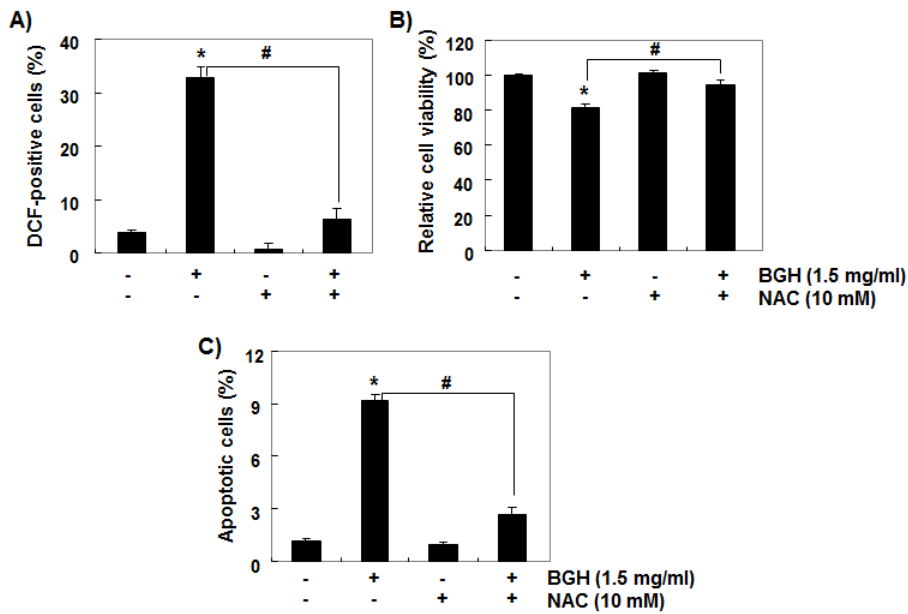 A)
DCF-positive cells (%)
40
30
20
10
0
*
#
- + - +
- - + +
B)
Relative cell viability (%)
120
100
80
60
40
20
0
*
#
- + - + BGH (1.5 mg/ml)
- - + + NAC (10 mM)
C)
Apoptotic cells (%)
12
9
6
3
0
*
#
- + - + BGH (1.5 mg/ml)
- - + + NAC (10 mM)